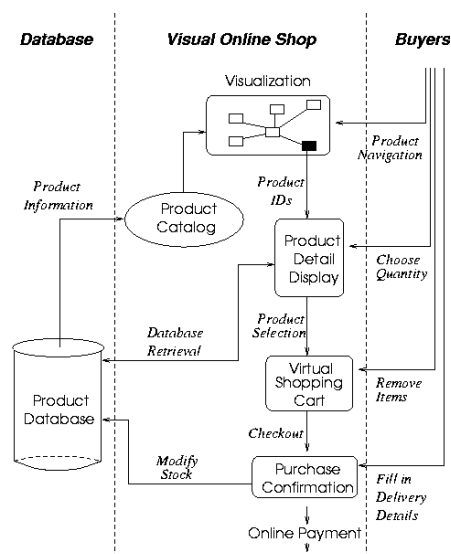 Database
Visual Online Shop
Buyers
Visualization
Product
Navigation
Product
IDs
Product
Information
Product
Catalog
Product
Detail
Display
Choose
Quantity
Database
Retrieval
Product
Selection
Virtual
Shopping
Cart
Remove
Items
Product
Database
Checkout
Modify
Stock
Purchase
Confirmation
Fill in
Delivery
Details
Online Payment